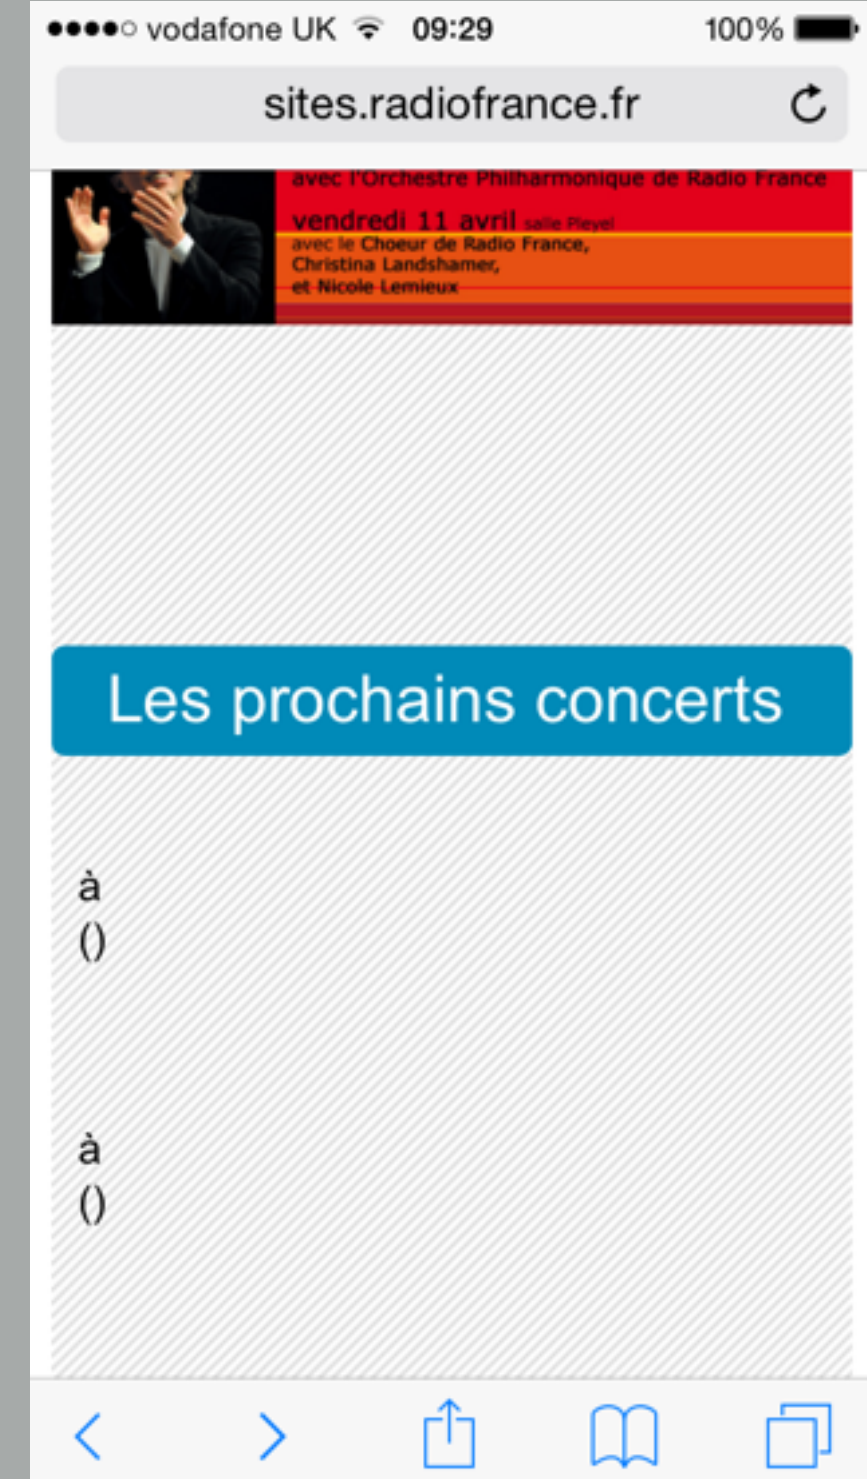 vodafone UK 09:29 100%
sites.radiofrance.fr
avec l'Orchestre Philharmonique de Radio France
vendredi 11 avril salle Pleyel
avec le Choeur de Radio France,
Christina Landshamer,
et Nicole Lemieux
Les prochains concerts
à
()
à
()